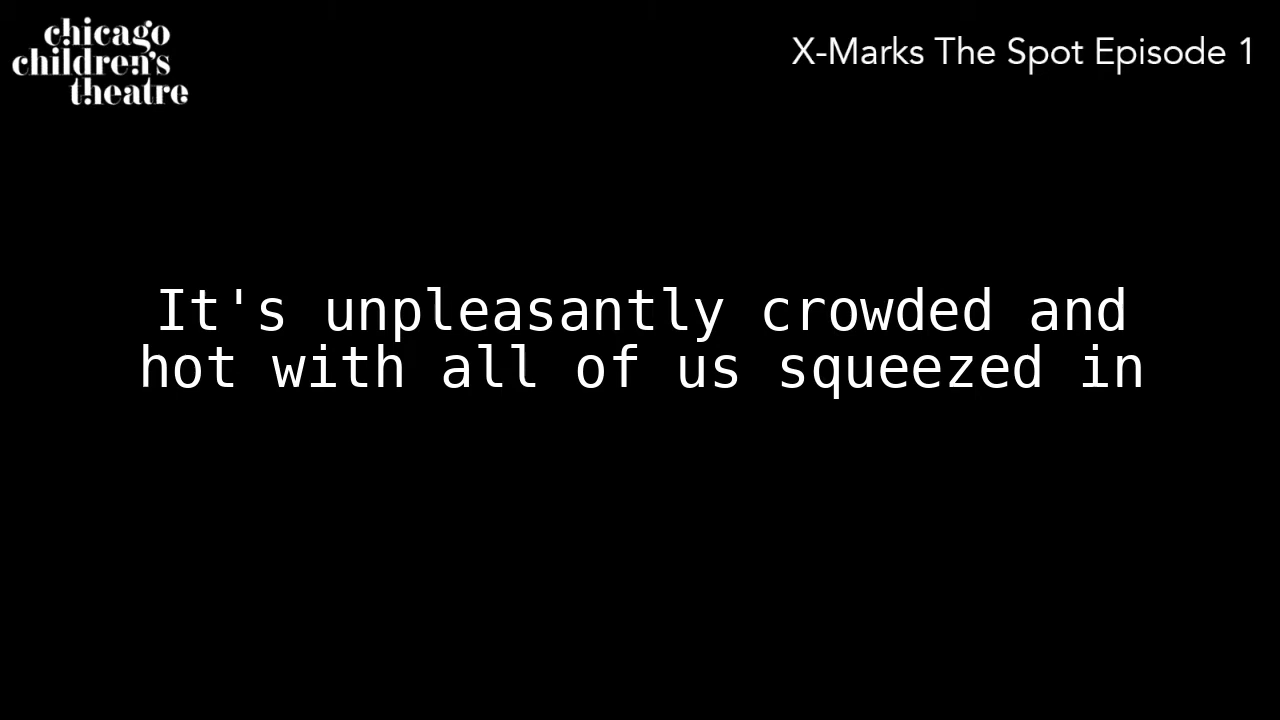 chicago
children's
theatre
X-Marks The Spot Episode 1
It's unpleasantly crowded and
hot with all of us squeezed in